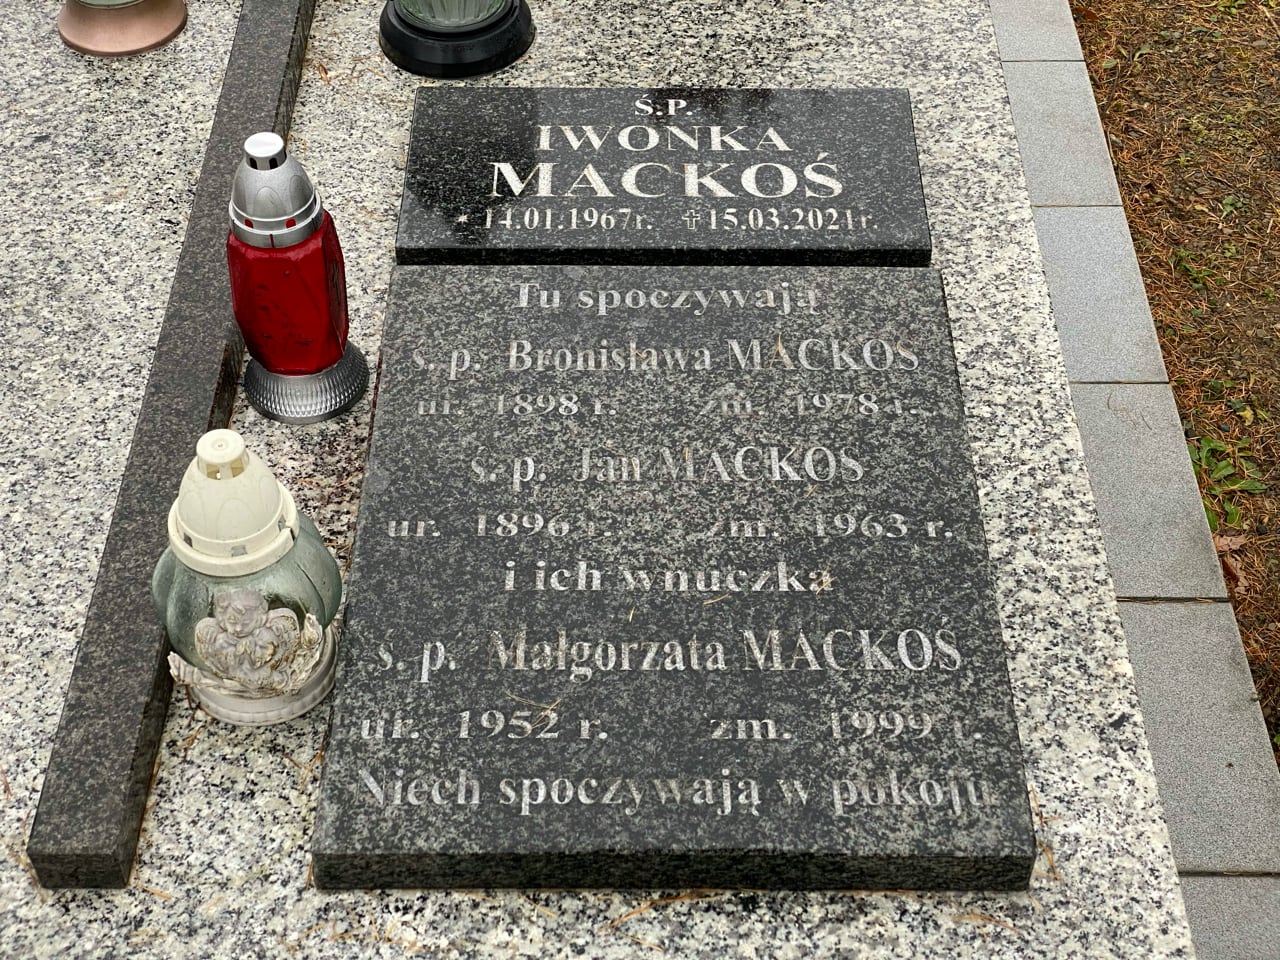 Ś.P.
IWONKA
MACKOŚ
* 14.01.1967r. ✝15.03.2021r.
Tu spoczywają
ś. p. Bronisława MACKOŚ
ur. 1898 r. zm. 1978 r.
ś. p. Jan MACKOŚ
ur. 1896 r. zm. 1963 r.
i ich wnuczka
ś. p. Małgorzata MACKOŚ
ur. 1952 r. zm. 1999 r.
Niech spoczywają w pokoju